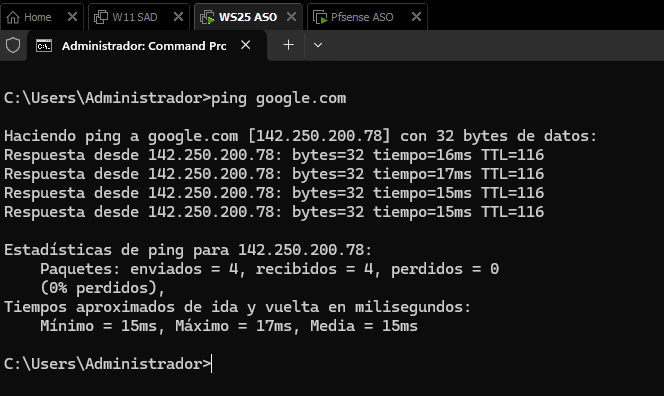 Home W11 SAD WS25 ASO Pfsense ASO
Administrador: Command Prc
C:\Users\Administrador>ping google.com
Haciendo ping a google.com [142.250.200.78] con 32 bytes de datos:
Respuesta desde 142.250.200.78: bytes=32 tiempo=16ms TTL=116
Respuesta desde 142.250.200.78: bytes=32 tiempo=17ms TTL=116
Respuesta desde 142.250.200.78: bytes=32 tiempo=15ms TTL=116
Respuesta desde 142.250.200.78: bytes=32 tiempo=15ms TTL=116
Estadísticas de ping para 142.250.200.78:
Paquetes: enviados = 4, recibidos = 4, perdidos = 0
(0% perdidos),
Tiempos aproximados de ida y vuelta en milisegundos:
Mínimo = 15ms, Máximo = 17ms, Media = 15ms
C:\Users\Administrador>